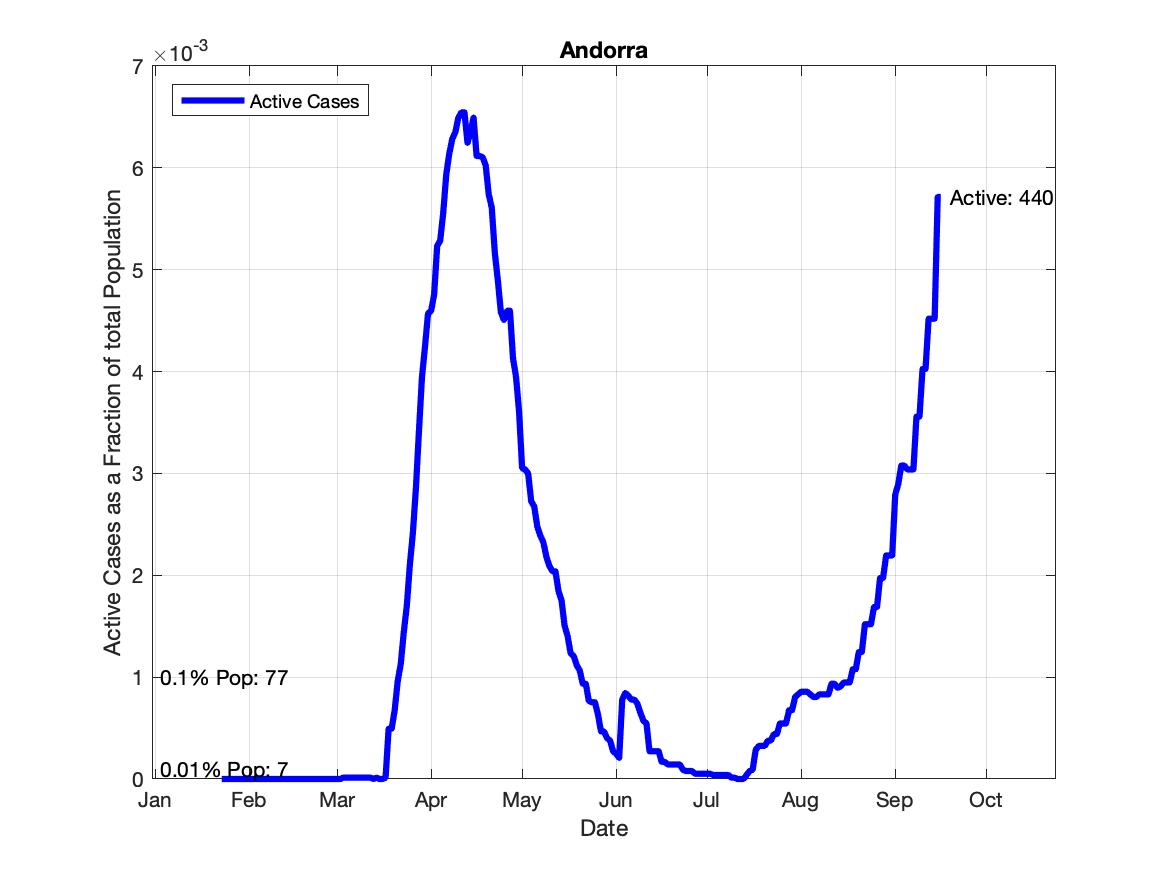 Andorra
×10-3
Active Cases
7
6
5
4
3
2
1
0
Active Cases as a Fraction of total Population
Active: 440
0.1% Pop: 77
0.01% Pop: 7
Jan Feb Mar Apr May Jun Jul Aug Sep Oct
Date